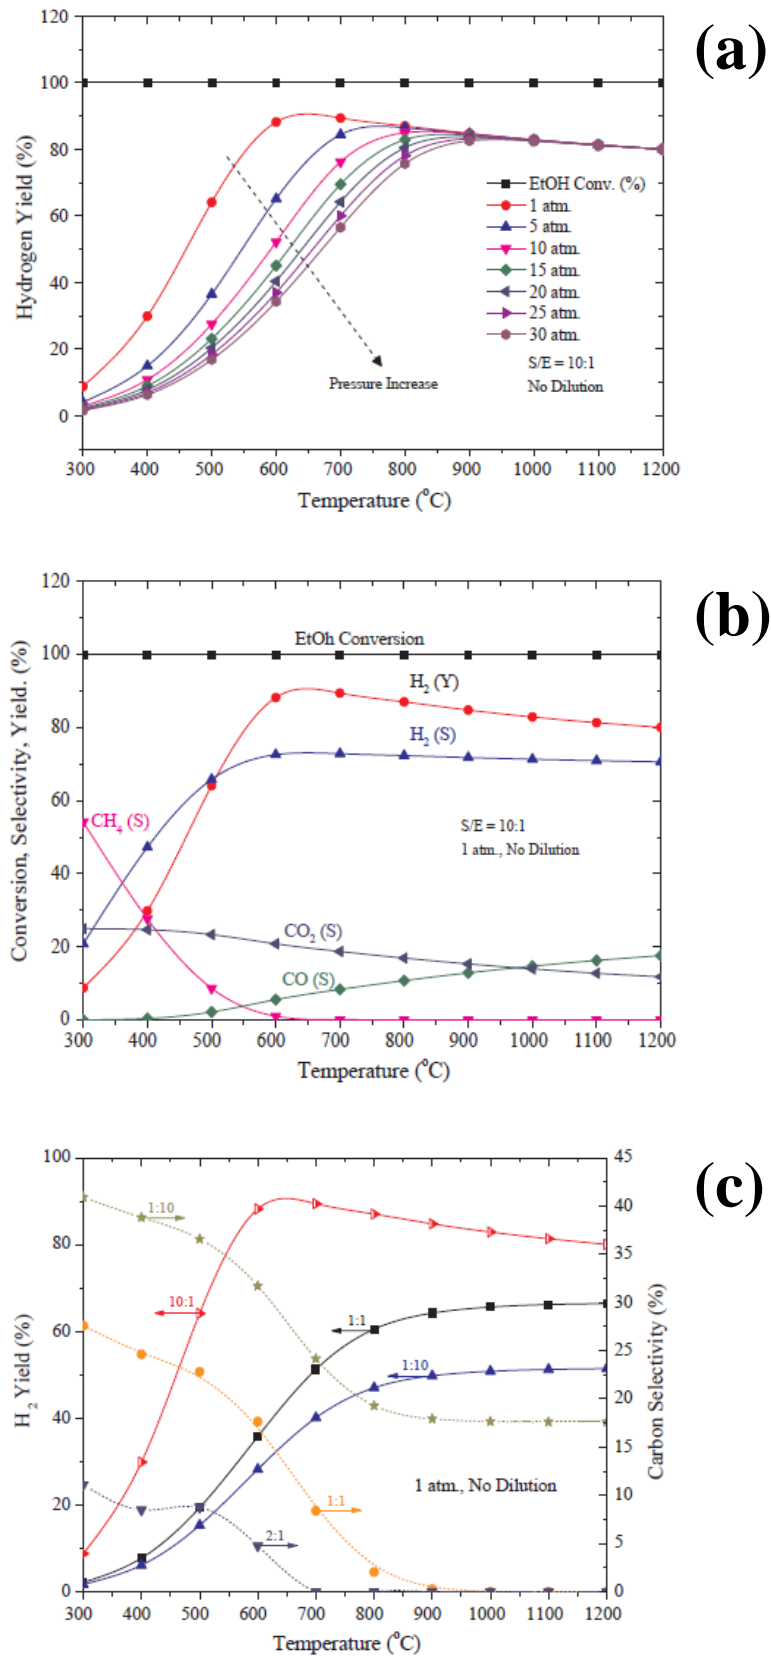 (a)
120
100
80
60
40
20
0
Hydrogen Yield (%)
EtOH Conv. (%)
1 atm.
5 atm.
10 atm.
15 atm.
20 atm.
25 atm.
30 atm.
S/E = 10:1
No Dilution
Pressure Increase
300 400 500 600 700 800 900 1000 1100 1200
Temperature (°C)
(b)
120
100
80
60
40
20
0
Conversion, Selectivity, Yield. (%)
EtOh Conversion
H₂ (Y)
H₂ (S)
CH₄ (S)
S/E = 10:1
1 atm., No Dilution
CO₂ (S)
CO (S)
300 400 500 600 700 800 900 1000 1100 1200
Temperature (°C)
(c)
100
80
60
40
20
0
H₂ Yield (%)
45
40
35
30
25
20
15
10
5
0
Carbon Selectivity (%)
1:10
10:1
1:1
1:10
1 atm., No Dilution
1:1
2:1
300 400 500 600 700 800 900 1000 1100 1200
Temperature (°C)